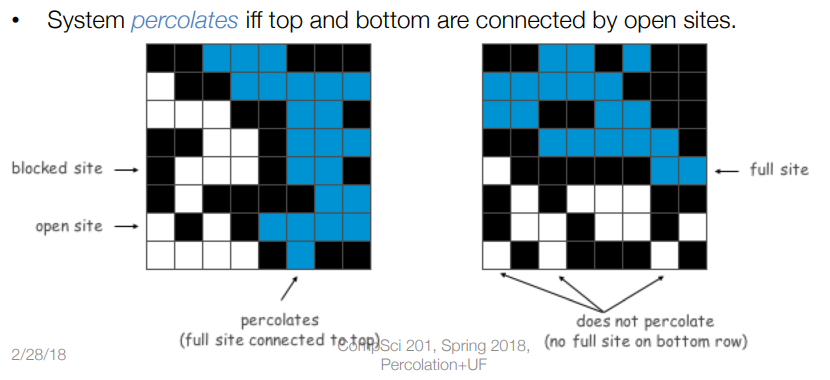 • System percolates iff top and bottom are connected by open sites.
blocked site
full site
open site
percolates
(full site connected to top)
does not percolate
(no full site on bottom row)
2/28/18
CompSci 201, Spring 2018,
Percolation+UF